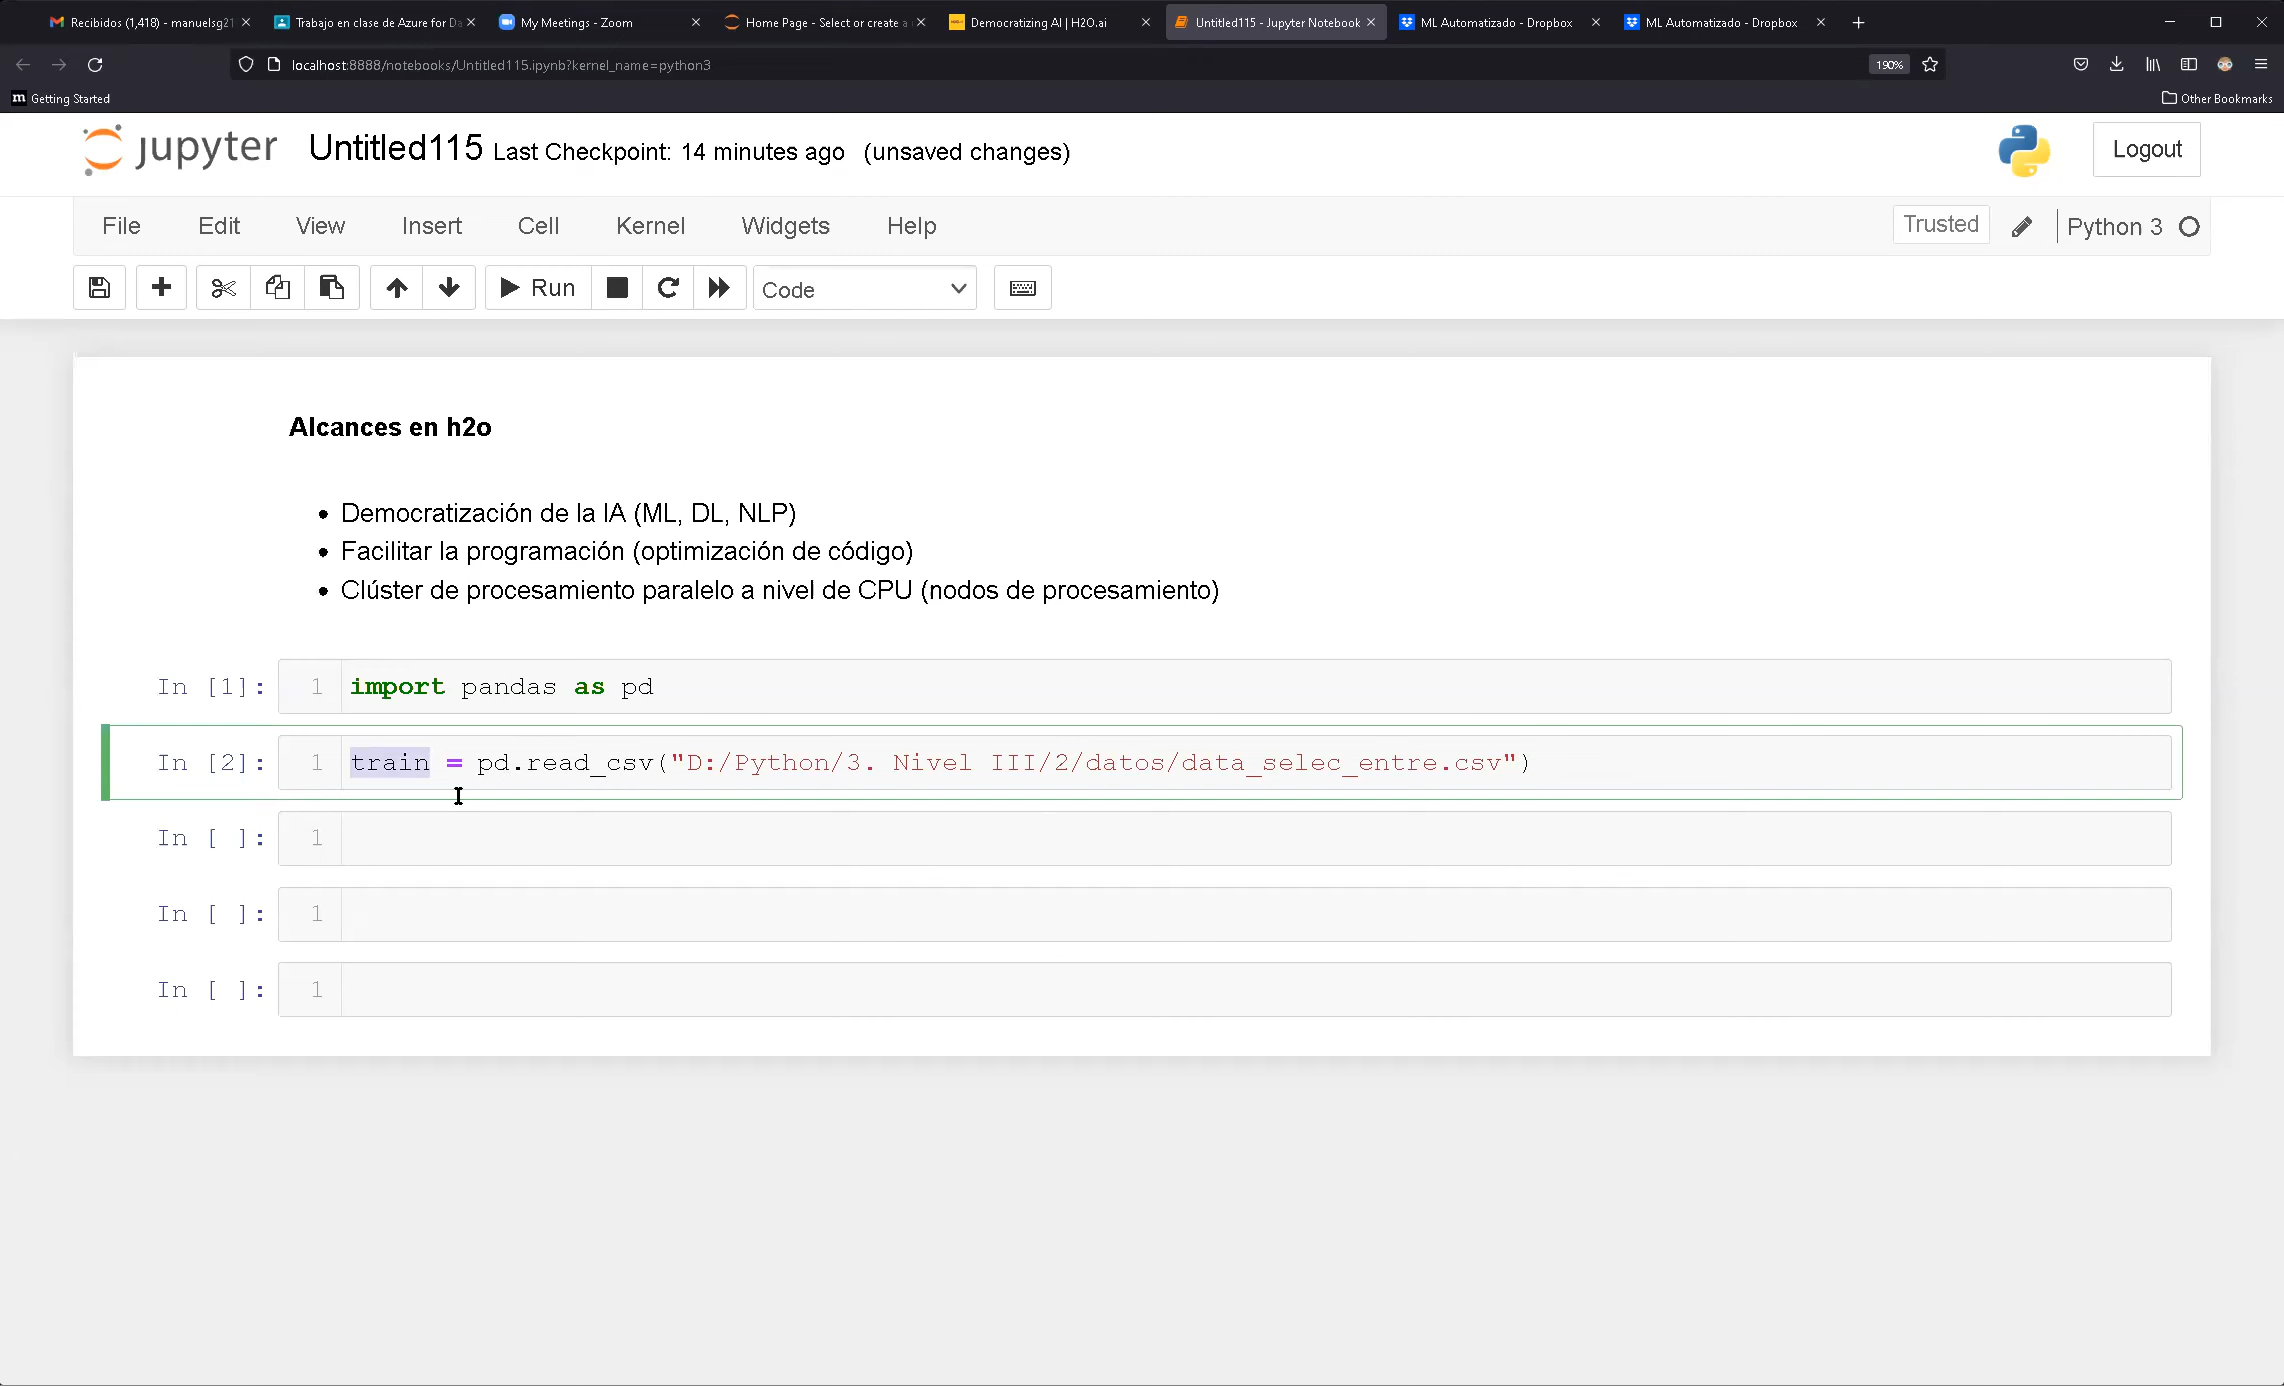 Recibidos (1,418) - manuelsg21
Trabajo en clase de Azure for Da
My Meetings - Zoom
Home Page - Select or create a
Democratizing AI | H2O.ai
Untitled115 - Jupyter Notebook
ML Automatizado - Dropbox
ML Automatizado - Dropbox
localhost:8888/notebooks/Untitled115.ipynb?kernel_name=python3
190%
Getting Started
Other Bookmarks
jupyter Untitled115 Last Checkpoint: 14 minutes ago (unsaved changes)
Logout
File Edit View Insert Cell Kernel Widgets Help
Trusted
Python 3
Run
Code
Alcances en h2o
• Democratización de la IA (ML, DL, NLP)
• Facilitar la programación (optimización de código)
• Clúster de procesamiento paralelo a nivel de CPU (nodos de procesamiento)
In [1]: 1 import pandas as pd
In [2]: 1 train = pd.read_csv("D:/Python/3. Nivel III/2/datos/data_selec_entre.csv")
In [ ]: 1
In [ ]: 1
In [ ]: 1